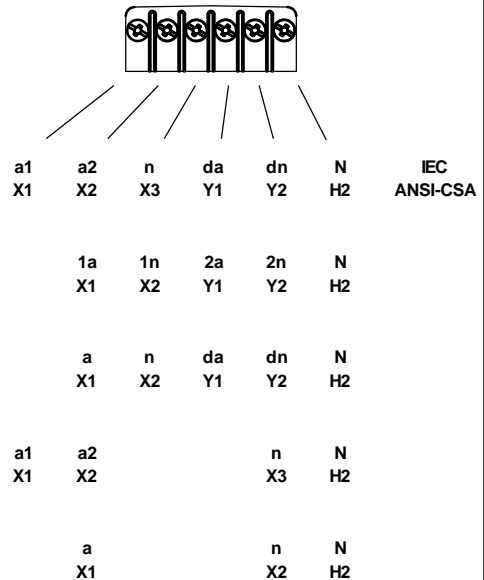 a1 a2 n da dn N IEC
X1 X2 X3 Y1 Y2 H2 ANSI-CSA
1a 1n 2a 2n N
X1 X2 Y1 Y2 H2
a n da dn N
X1 X2 Y1 Y2 H2
a1 a2 n N
X1 X2 X3 H2
a n N
X1 X2 H2